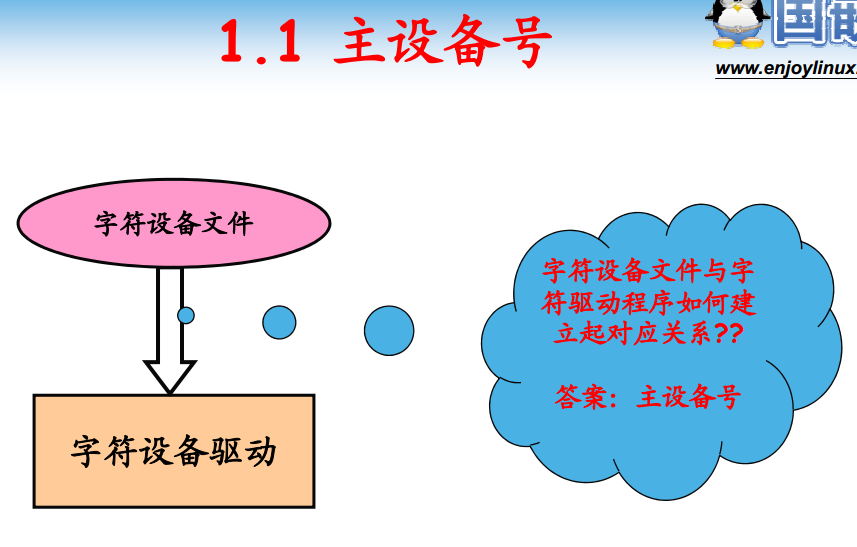 1.1 主设备号
国嵌
www.enjoylinux.
字符设备文件
字符设备文件与字
符驱动程序如何建
立起对应关系??
答案：主设备号
字符设备驱动